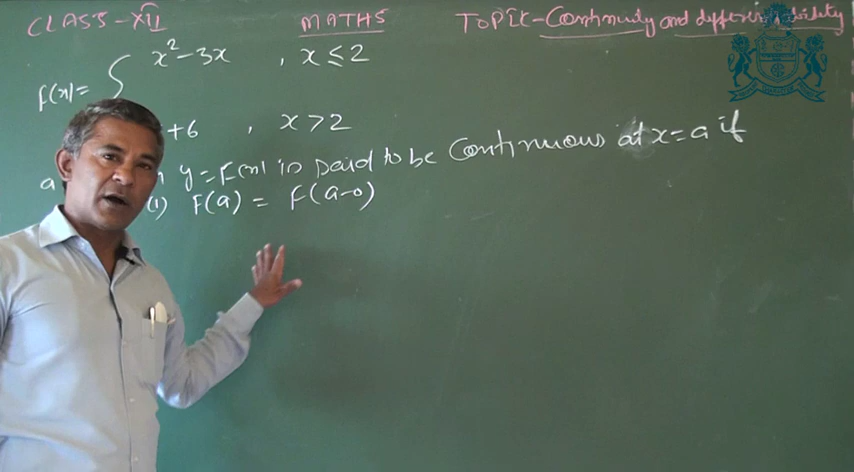 CLASS-XII MATHS TOPIC-Continuity and differentiability
f(x)= { x²-3x , x≤2
+6 , x>2
a y=f(x) is said to be continuous at x=a if
(1) f(a) = f(a-0)